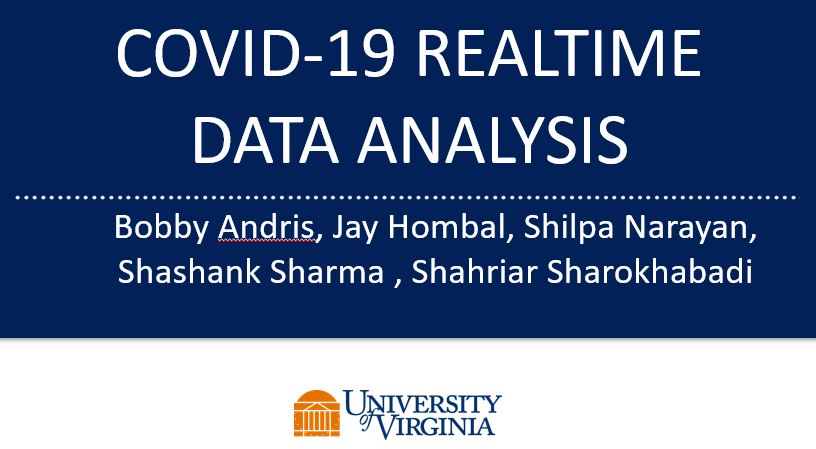 COVID-19 REALTIME
DATA ANALYSIS
Bobby Andris, Jay Hombal, Shilpa Narayan,
Shashank Sharma , Shahriar Sharokhabadi
UNIVERSITY
of VIRGINIA